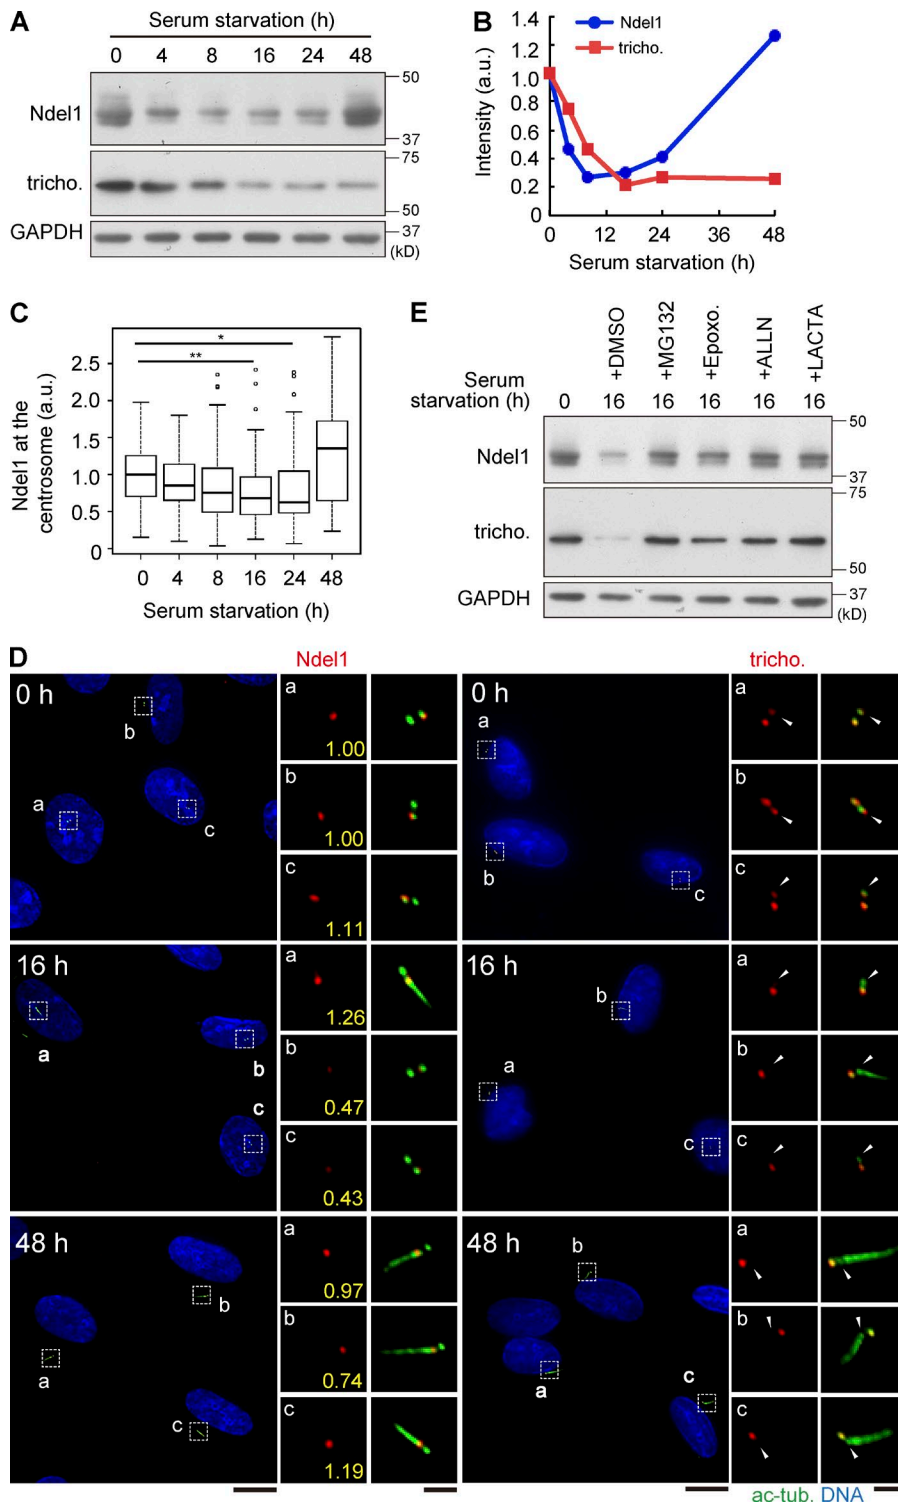 A
Serum starvation (h)
0 4 8 16 24 48
Ndel1
50
37
tricho.
75
50
GAPDH
37
(kD)
B
Ndel1
tricho.
Intensity (a.u.)
1.4
1.2
1.0
0.8
0.6
0.4
0.2
0
0 12 24 36 48
Serum starvation (h)
C
Ndel1 at the
centrosome (a.u.)
*
**
2.5
2.0
1.5
1.0
0.5
0
0 4 8 16 24 48
Serum starvation (h)
E
+DMSO
+MG132
+Epoxo.
+ALLN
+LACTA
Serum
starvation (h)
0 16 16 16 16 16
Ndel1
50
37
tricho.
75
50
GAPDH
37
(kD)
D
Ndel1
0 h
a
b
c
a
1.00
b
1.00
c
1.11
16 h
a
b
c
a
1.26
b
0.47
c
0.43
48 h
a
b
c
a
0.97
b
0.74
c
1.19
tricho.
0 h
a
b
c
a
b
c
16 h
a
b
c
a
b
c
48 h
a
b
c
a
b
c
ac-tub. DNA